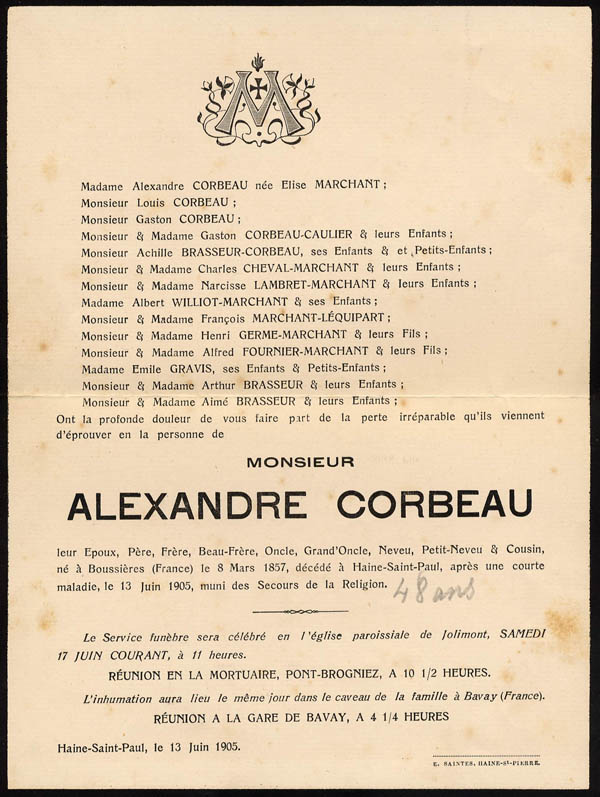 M
Madame Alexandre CORBEAU née Elise MARCHANT ;
Monsieur Louis CORBEAU ;
Monsieur Gaston CORBEAU ;
Monsieur & Madame Gaston CORBEAU-CAULIER & leurs Enfants ;
Monsieur Achille BRASSEUR-CORBEAU, ses Enfants & et Petits-Enfants ;
Monsieur & Madame Charles CHEVAL-MARCHANT & leurs Enfants ;
Monsieur & Madame Narcisse LAMBRET-MARCHANT & leurs Enfants ;
Madame Albert WILLIOT-MARCHANT & ses Enfants ;
Monsieur & Madame François MARCHANT-LÉQUIPART ;
Monsieur & Madame Henri GERME-MARCHANT & leurs Fils ;
Monsieur & Madame Alfred FOURNIER-MARCHANT & leurs Fils ;
Madame Emile GRAVIS, ses Enfants & Petits-Enfants ;
Monsieur & Madame Arthur BRASSEUR & leurs Enfants ;
Monsieur & Madame Aimé BRASSEUR & leurs Enfants ;
Ont la profonde douleur de vous faire part de la perte irréparable qu'ils viennent
d'éprouver en la personne de
MONSIEUR
ALEXANDRE CORBEAU
leur Epoux, Père, Frère, Beau-Frère, Oncle, Grand'Oncle, Neveu, Petit-Neveu & Cousin,
né à Boussières (France) le 8 Mars 1857, décédé à Haine-Saint-Paul, après une courte
maladie, le 13 Juin 1905, muni des Secours de la Religion. 48 ans
Le Service funèbre sera célébré en l'église paroissiale de Jolimont, SAMEDI
17 JUIN COURANT, à 11 heures.
RÉUNION EN LA MORTUAIRE, PONT-BROGNIEZ, A 10 1/2 HEURES.
L'inhumation aura lieu le même jour dans le caveau de la famille à Bavay (France).
RÉUNION A LA GARE DE BAVAY, A 4 1/4 HEURES
Haine-Saint-Paul, le 13 Juin 1905.
E. SAINTES, HAINE-St-PIERRE.